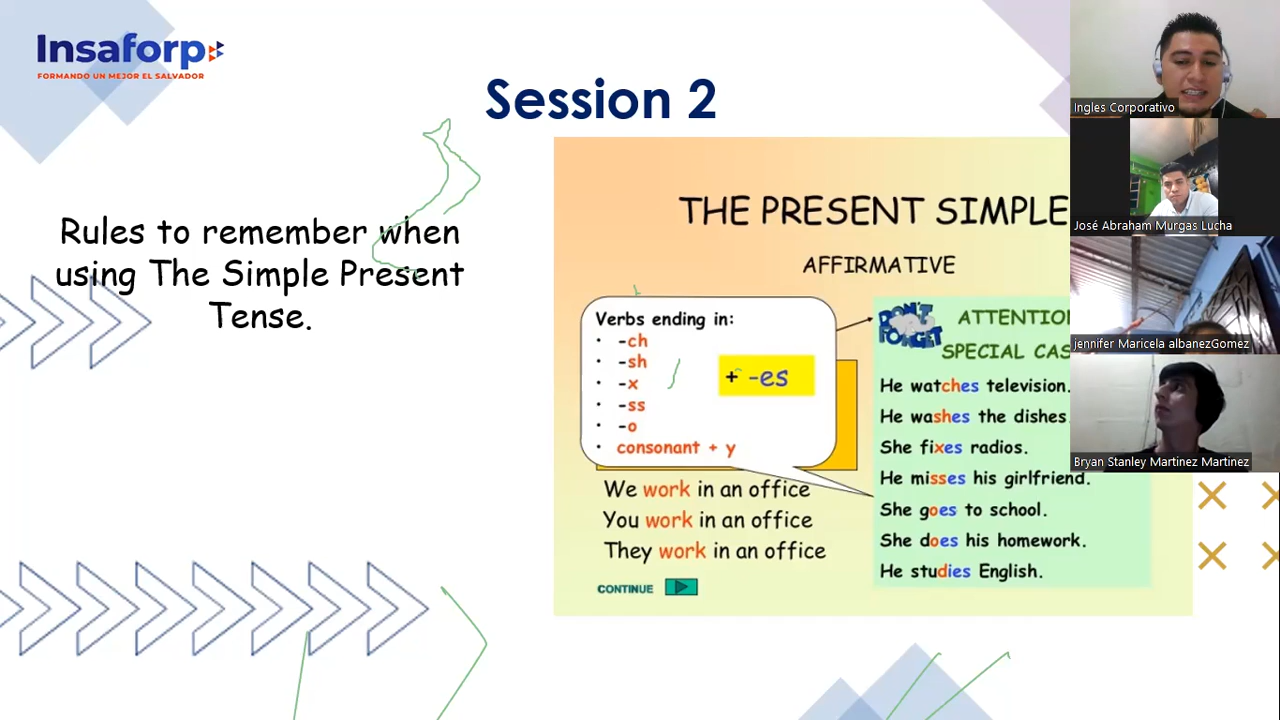 Insaforp
FORMANDO UN MEJOR EL SALVADOR
Session 2
Rules to remember when
using The Simple Present
Tense.
THE PRESENT SIMPLE
AFFIRMATIVE
Verbs ending in:
· -ch
· -sh
· -x
· -ss
· -o
· consonant + y
+ -es
DON'T
FORGET
ATTENTIO
SPECIAL CAS
He watches television.
He washes the dishes.
She fixes radios.
He misses his girlfriend.
She goes to school.
She does his homework.
He studies English.
We work in an office
You work in an office
They work in an office
CONTINUE
Ingles Corporativo
José Abraham Murgas Lucha
jennifer Maricela albanezGomez
Bryan Stanley Martinez Martinez